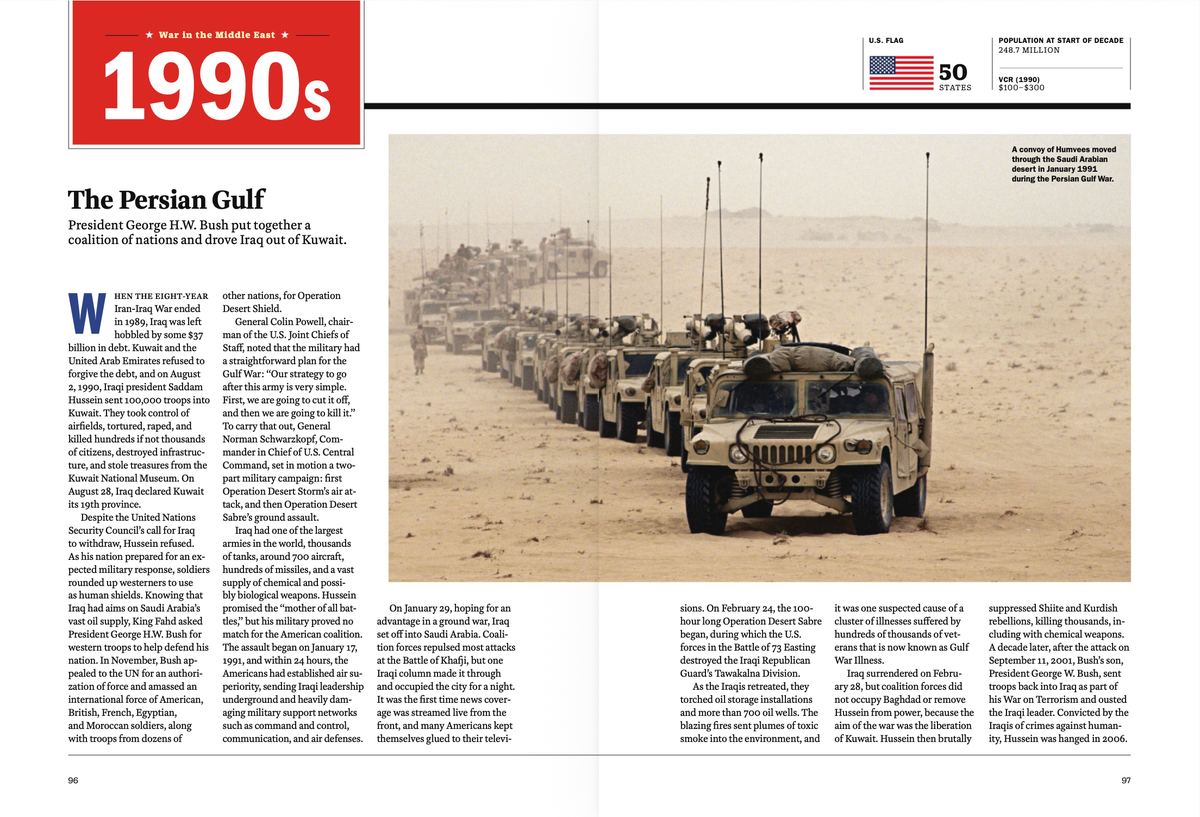 ★ War in the Middle East ★
1990s
U.S. FLAG
50
STATES
POPULATION AT START OF DECADE
248.7 MILLION
VCR (1990)
$100–$300
A convoy of Humvees moved
through the Saudi Arabian
desert in January 1991
during the Persian Gulf War.
The Persian Gulf
President George H.W. Bush put together a
coalition of nations and drove Iraq out of Kuwait.
WHEN THE EIGHT-YEAR
Iran-Iraq War ended
in 1989, Iraq was left
hobbled by some $37
billion in debt. Kuwait and the
United Arab Emirates refused to
forgive the debt, and on August
2, 1990, Iraqi president Saddam
Hussein sent 100,000 troops into
Kuwait. They took control of
airfields, tortured, raped, and
killed hundreds if not thousands
of citizens, destroyed infrastruc-
ture, and stole treasures from the
Kuwait National Museum. On
August 28, Iraq declared Kuwait
its 19th province.
Despite the United Nations
Security Council's call for Iraq
to withdraw, Hussein refused.
As his nation prepared for an ex-
pected military response, soldiers
rounded up westerners to use
as human shields. Knowing that
Iraq had aims on Saudi Arabia's
vast oil supply, King Fahd asked
President George H.W. Bush for
western troops to help defend his
nation. In November, Bush ap-
pealed to the UN for an authori-
zation of force and amassed an
international force of American,
British, French, Egyptian,
and Moroccan soldiers, along
with troops from dozens of
other nations, for Operation
Desert Shield.
General Colin Powell, chair-
man of the U.S. Joint Chiefs of
Staff, noted that the military had
a straightforward plan for the
Gulf War: “Our strategy to go
after this army is very simple.
First, we are going to cut it off,
and then we are going to kill it.”
To carry that out, General
Norman Schwarzkopf, Com-
mander in Chief of U.S. Central
Command, set in motion a two-
part military campaign: first
Operation Desert Storm's air at-
tack, and then Operation Desert
Sabre's ground assault.
Iraq had one of the largest
armies in the world, thousands
of tanks, around 700 aircraft,
hundreds of missiles, and a vast
supply of chemical and possi-
bly biological weapons. Hussein
promised the “mother of all bat-
tles,” but his military proved no
match for the American coalition.
The assault began on January 17,
1991, and within 24 hours, the
Americans had established air su-
periority, sending Iraqi leadership
underground and heavily dam-
aging military support networks
such as command and control,
communication, and air defenses.
On January 29, hoping for an
advantage in a ground war, Iraq
set off into Saudi Arabia. Coali-
tion forces repulsed most attacks
at the Battle of Khafji, but one
Iraqi column made it through
and occupied the city for a night.
It was the first time news cover-
age was streamed live from the
front, and many Americans kept
themselves glued to their televi-
sions. On February 24, the 100-
hour long Operation Desert Sabre
began, during which the U.S.
forces in the Battle of 73 Easting
destroyed the Iraqi Republican
Guard's Tawakalna Division.
As the Iraqis retreated, they
torched oil storage installations
and more than 700 oil wells. The
blazing fires sent plumes of toxic
smoke into the environment, and
it was one suspected cause of a
cluster of illnesses suffered by
hundreds of thousands of vet-
erans that is now known as Gulf
War Illness.
Iraq surrendered on Febru-
ary 28, but coalition forces did
not occupy Baghdad or remove
Hussein from power, because the
aim of the war was the liberation
of Kuwait. Hussein then brutally
suppressed Shiite and Kurdish
rebellions, killing thousands, in-
cluding with chemical weapons.
A decade later, after the attack on
September 11, 2001, Bush's son,
President George W. Bush, sent
troops back into Iraq as part of
his War on Terrorism and ousted
the Iraqi leader. Convicted by the
Iraqis of crimes against human-
ity, Hussein was hanged in 2006.
96
97